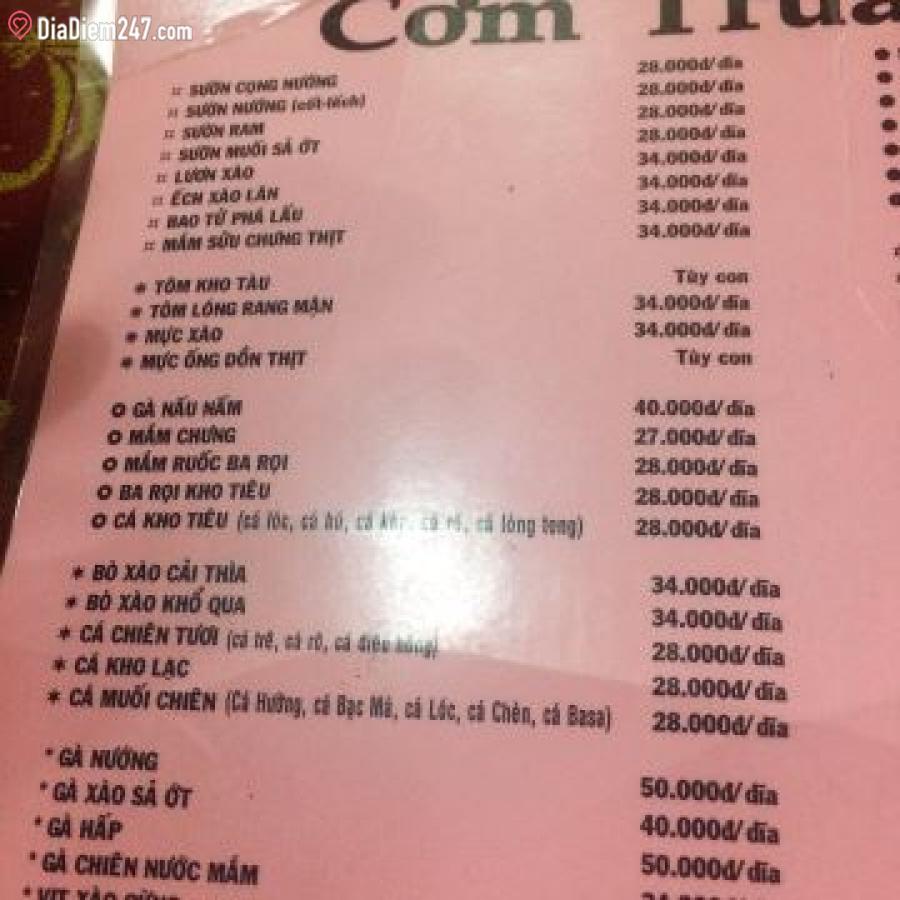 DiaDiem247.com
Cơm Trưa
¤ SƯỜN CỌNG NƯỚNG 28.000đ/ dĩa
¤ SƯỜN NƯỚNG (cốt-lếch) 28.000đ/ dĩa
¤ SƯỜN RAM 28.000đ/ dĩa
¤ SƯỜN MUỐI SẢ ỚT 28.000đ/ dĩa
¤ LƯƠN XÀO 34.000đ/ dĩa
¤ ẾCH XÀO LĂN 34.000đ/ dĩa
¤ BAO TỬ PHÁ LẤU 34.000đ/ dĩa
¤ MẮM SỮU CHƯNG THỊT 34.000đ/ dĩa
* TÔM KHO TÀU Tùy con
* TÔM LÓNG RANG MẶN 34.000đ/ dĩa
* MỰC XÀO 34.000đ/ dĩa
* MỰC ỐNG DỒN THỊT Tùy con
✪ GÀ NẤU NẤM 40.000đ/ dĩa
✪ MẮM CHƯNG 27.000đ/ dĩa
✪ MẮM RUỐC BA RỌI 28.000đ/ dĩa
✪ BA RỌI KHO TIÊU 28.000đ/ dĩa
✪ CÁ KHO TIÊU (cá lóc, cá hú, cá rô, cá lòng tong) 28.000đ/ dĩa
* BÒ XÀO CẢI THÌA 34.000đ/ dĩa
* BÒ XÀO KHỔ QUA 34.000đ/ dĩa
* CÁ CHIÊN TƯƠI (cá trê, cá rô, cá điêu hồng) 28.000đ/ dĩa
* CÁ KHO LẠC 28.000đ/ dĩa
* CÁ MUỐI CHIÊN (Cá Hường, cá Bạc Má, cá Lóc, cá Chẻn, cá Basa) 28.000đ/ dĩa
* GÀ NƯỚNG 50.000đ/ dĩa
* GÀ XÀO SẢ ỚT 40.000đ/ dĩa
* GÀ HẤP 50.000đ/ dĩa
* GÀ CHIÊN NƯỚC MẮM
* VỊT XÀO GỪNG